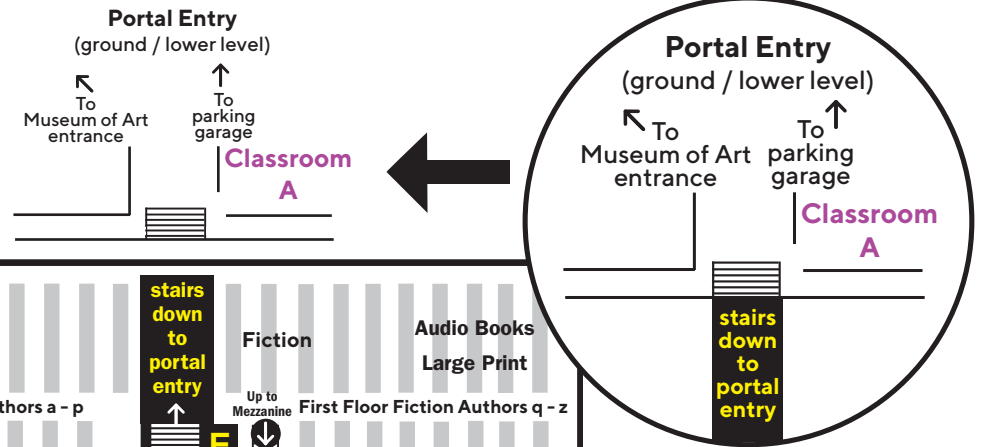 Portal Entry
(ground / lower level)
To
Museum of Art
entrance
To
parking
garage
Classroom
A
Portal Entry
(ground / lower level)
To
Museum of Art
entrance
To
parking
garage
Classroom
A
stairs
down
to
portal
entry
stairs
down
to
portal
entry
Fiction
Audio Books
Large Print
thors a - p
Up to
Mezzanine
First Floor Fiction Authors q - z
E